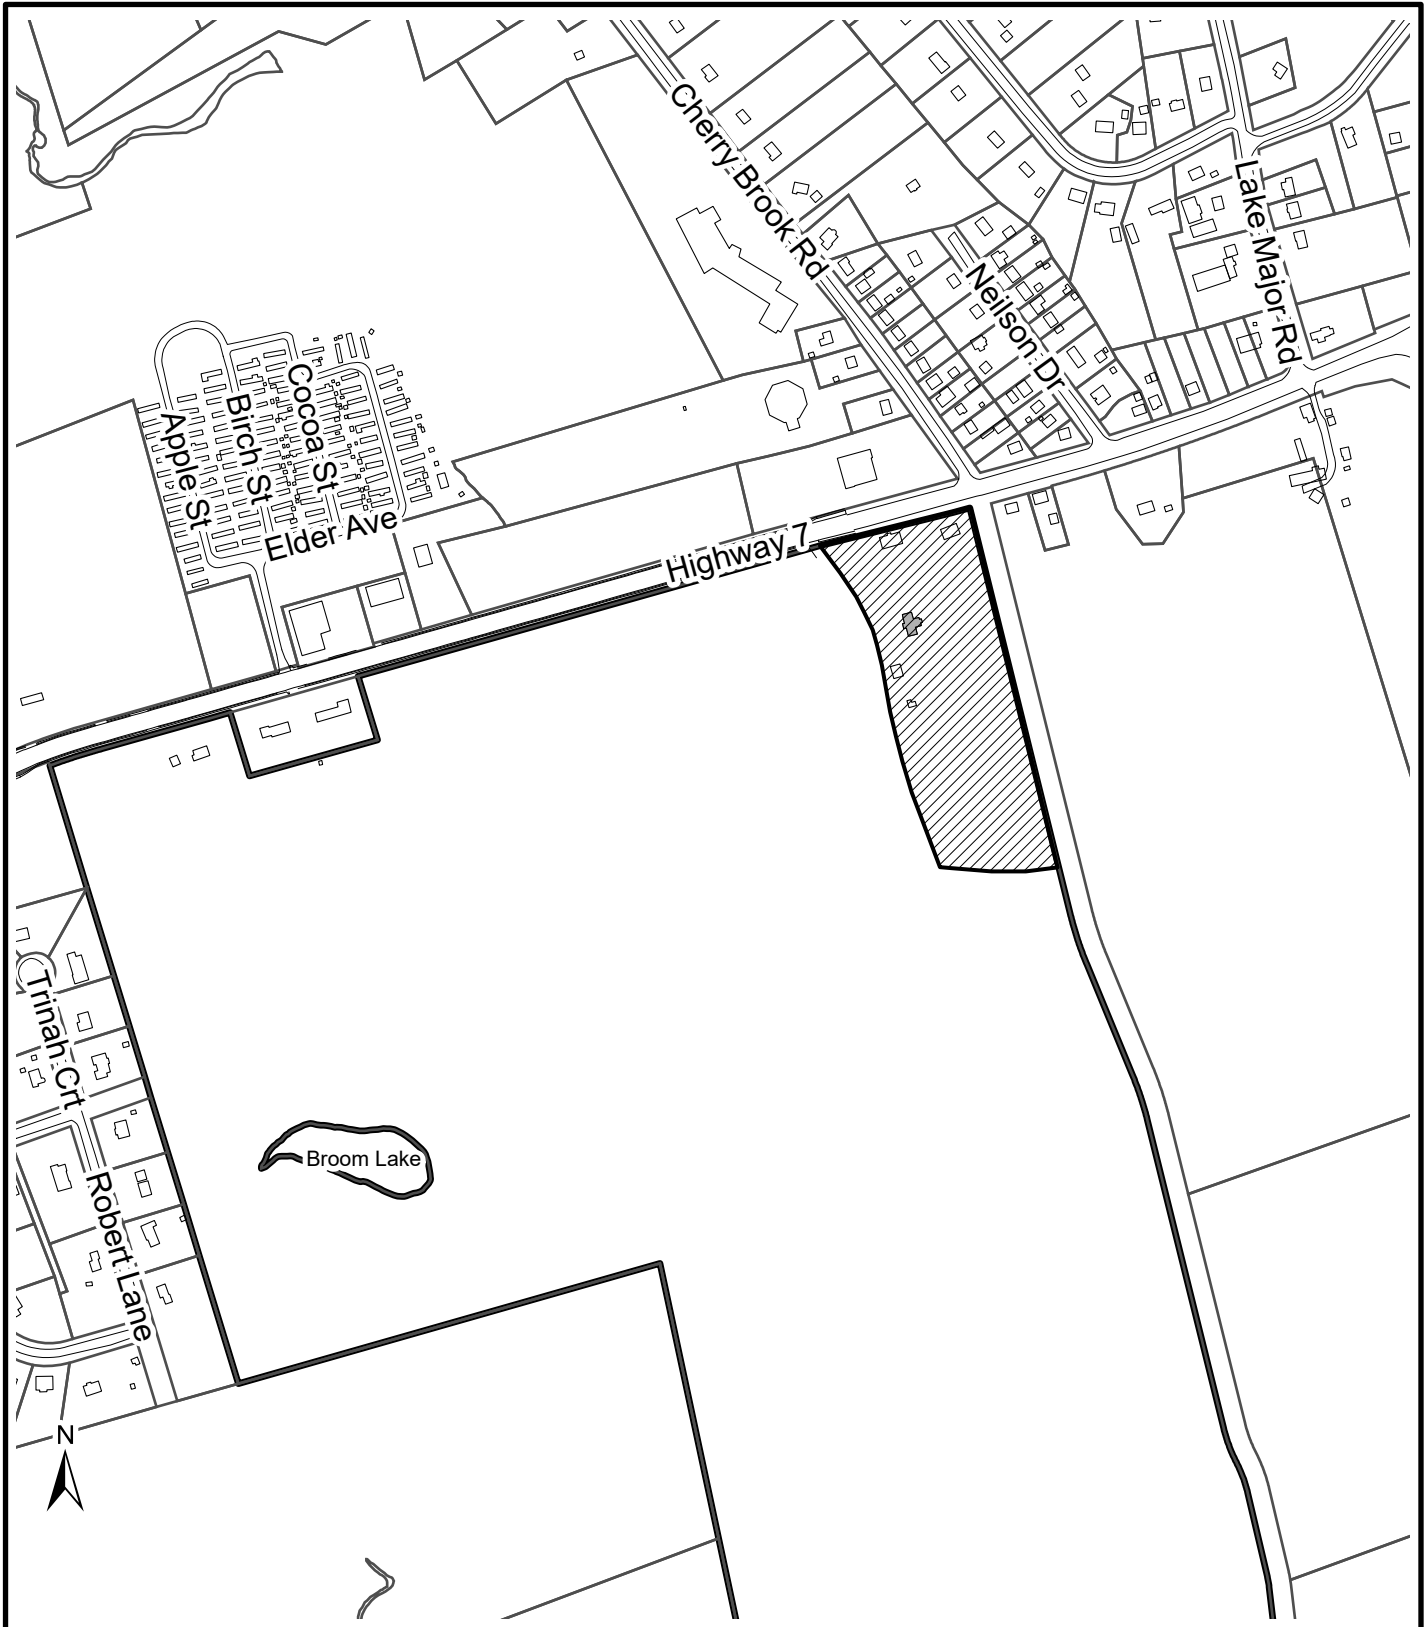 Cherry Brook Rd
Lake Major Rd
Neilson Dr
Cocoa St
Birch St
Apple St
Elder Ave
Highway 7
Trinah Crt
Broom Lake
Robert Lane
N